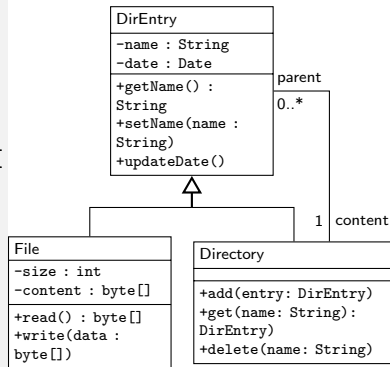 DirEntry
-name : String
-date : Date
+getName() :
String
+setName(name :
String)
+updateDate()
parent
0..*
1 content
File
-size : int
-content : byte[]
+read() : byte[]
+write(data :
byte[])
Directory
+add(entry: DirEntry)
+get(name: String):
DirEntry)
+delete(name: String)